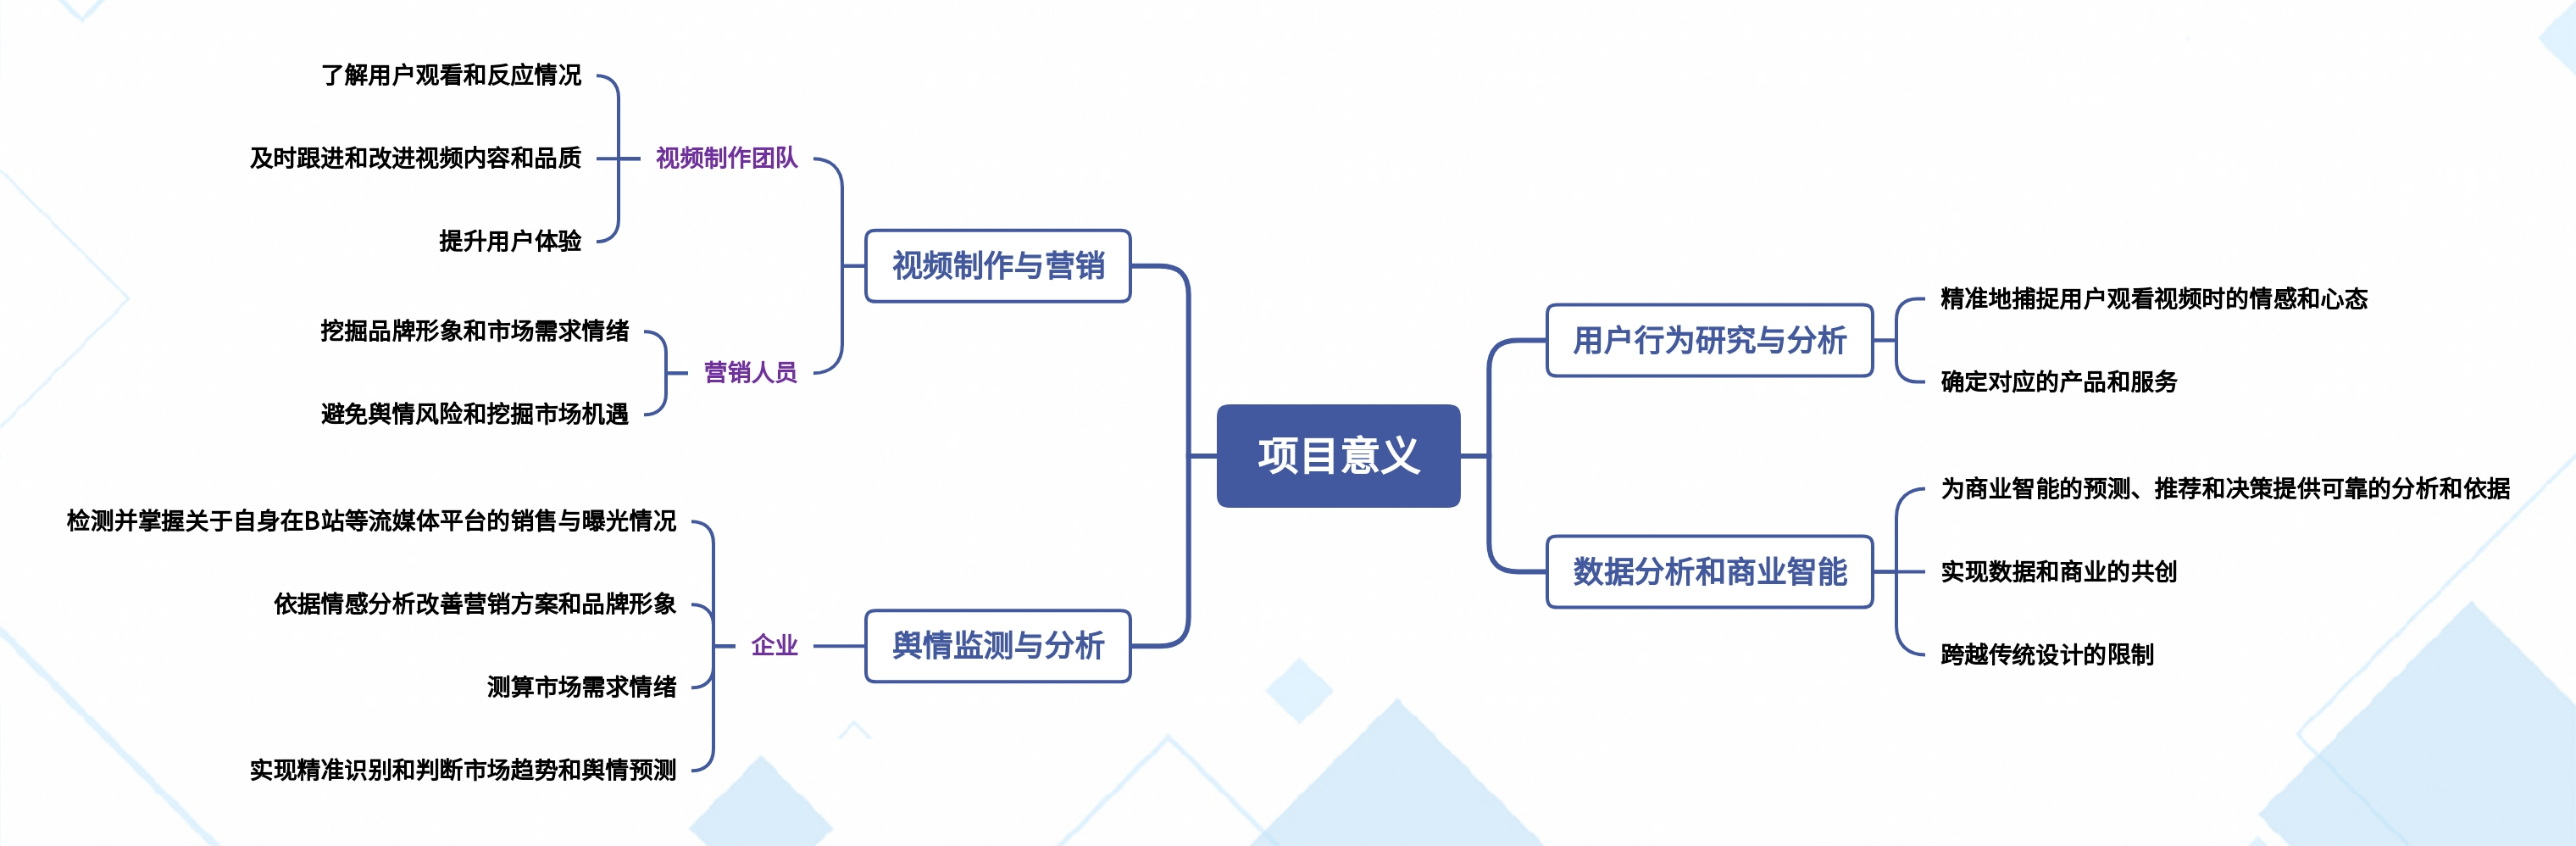 项目意义
视频制作与营销
视频制作团队
了解用户观看和反应情况
及时跟进和改进视频内容和品质
提升用户体验
营销人员
挖掘品牌形象和市场需求情绪
避免舆情风险和挖掘市场机遇
舆情监测与分析
企业
检测并掌握关于自身在B站等流媒体平台的销售与曝光情况
依据情感分析改善营销方案和品牌形象
测算市场需求情绪
实现精准识别和判断市场趋势和舆情预测
用户行为研究与分析
精准地捕捉用户观看视频时的情感和心态
确定对应的产品和服务
数据分析和商业智能
为商业智能的预测、推荐和决策提供可靠的分析和依据
实现数据和商业的共创
跨越传统设计的限制